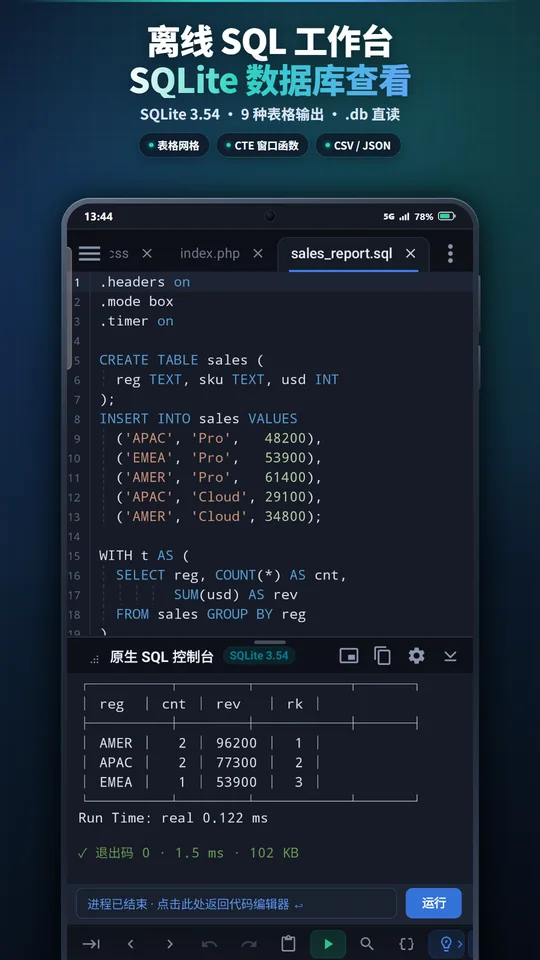 离线 SQL 工作台
SQLite 数据库查看
SQLite 3.54 • 9 种表格输出 • .db 直读
表格网格 CTE 窗口函数 CSV / JSON
13:44 5G 78%
css × index.php × sales_report.sql ×
1 .headers on
2 .mode box
3 .timer on
4
5 CREATE TABLE sales (
6 reg TEXT, sku TEXT, usd INT
7 );
8 INSERT INTO sales VALUES
9 ('APAC', 'Pro', 48200),
10 ('EMEA', 'Pro', 53900),
11 ('AMER', 'Pro', 61400),
12 ('APAC', 'Cloud', 29100),
13 ('AMER', 'Cloud', 34800);
14
15 WITH t AS (
16 SELECT reg, COUNT(*) AS cnt,
17 SUM(usd) AS rev
18 FROM sales GROUP BY reg
19 )
原生 SQL 控制台 SQLite 3.54
│ reg │ cnt │ rev │ rk │
│ AMER │ 2 │ 96200 │ 1 │
│ APAC │ 2 │ 77300 │ 2 │
│ EMEA │ 1 │ 53900 │ 3 │
Run Time: real 0.122 ms
✓ 退出码 0 · 1.5 ms · 102 KB
进程已结束 · 点击此处返回代码编辑器 ↩
运行